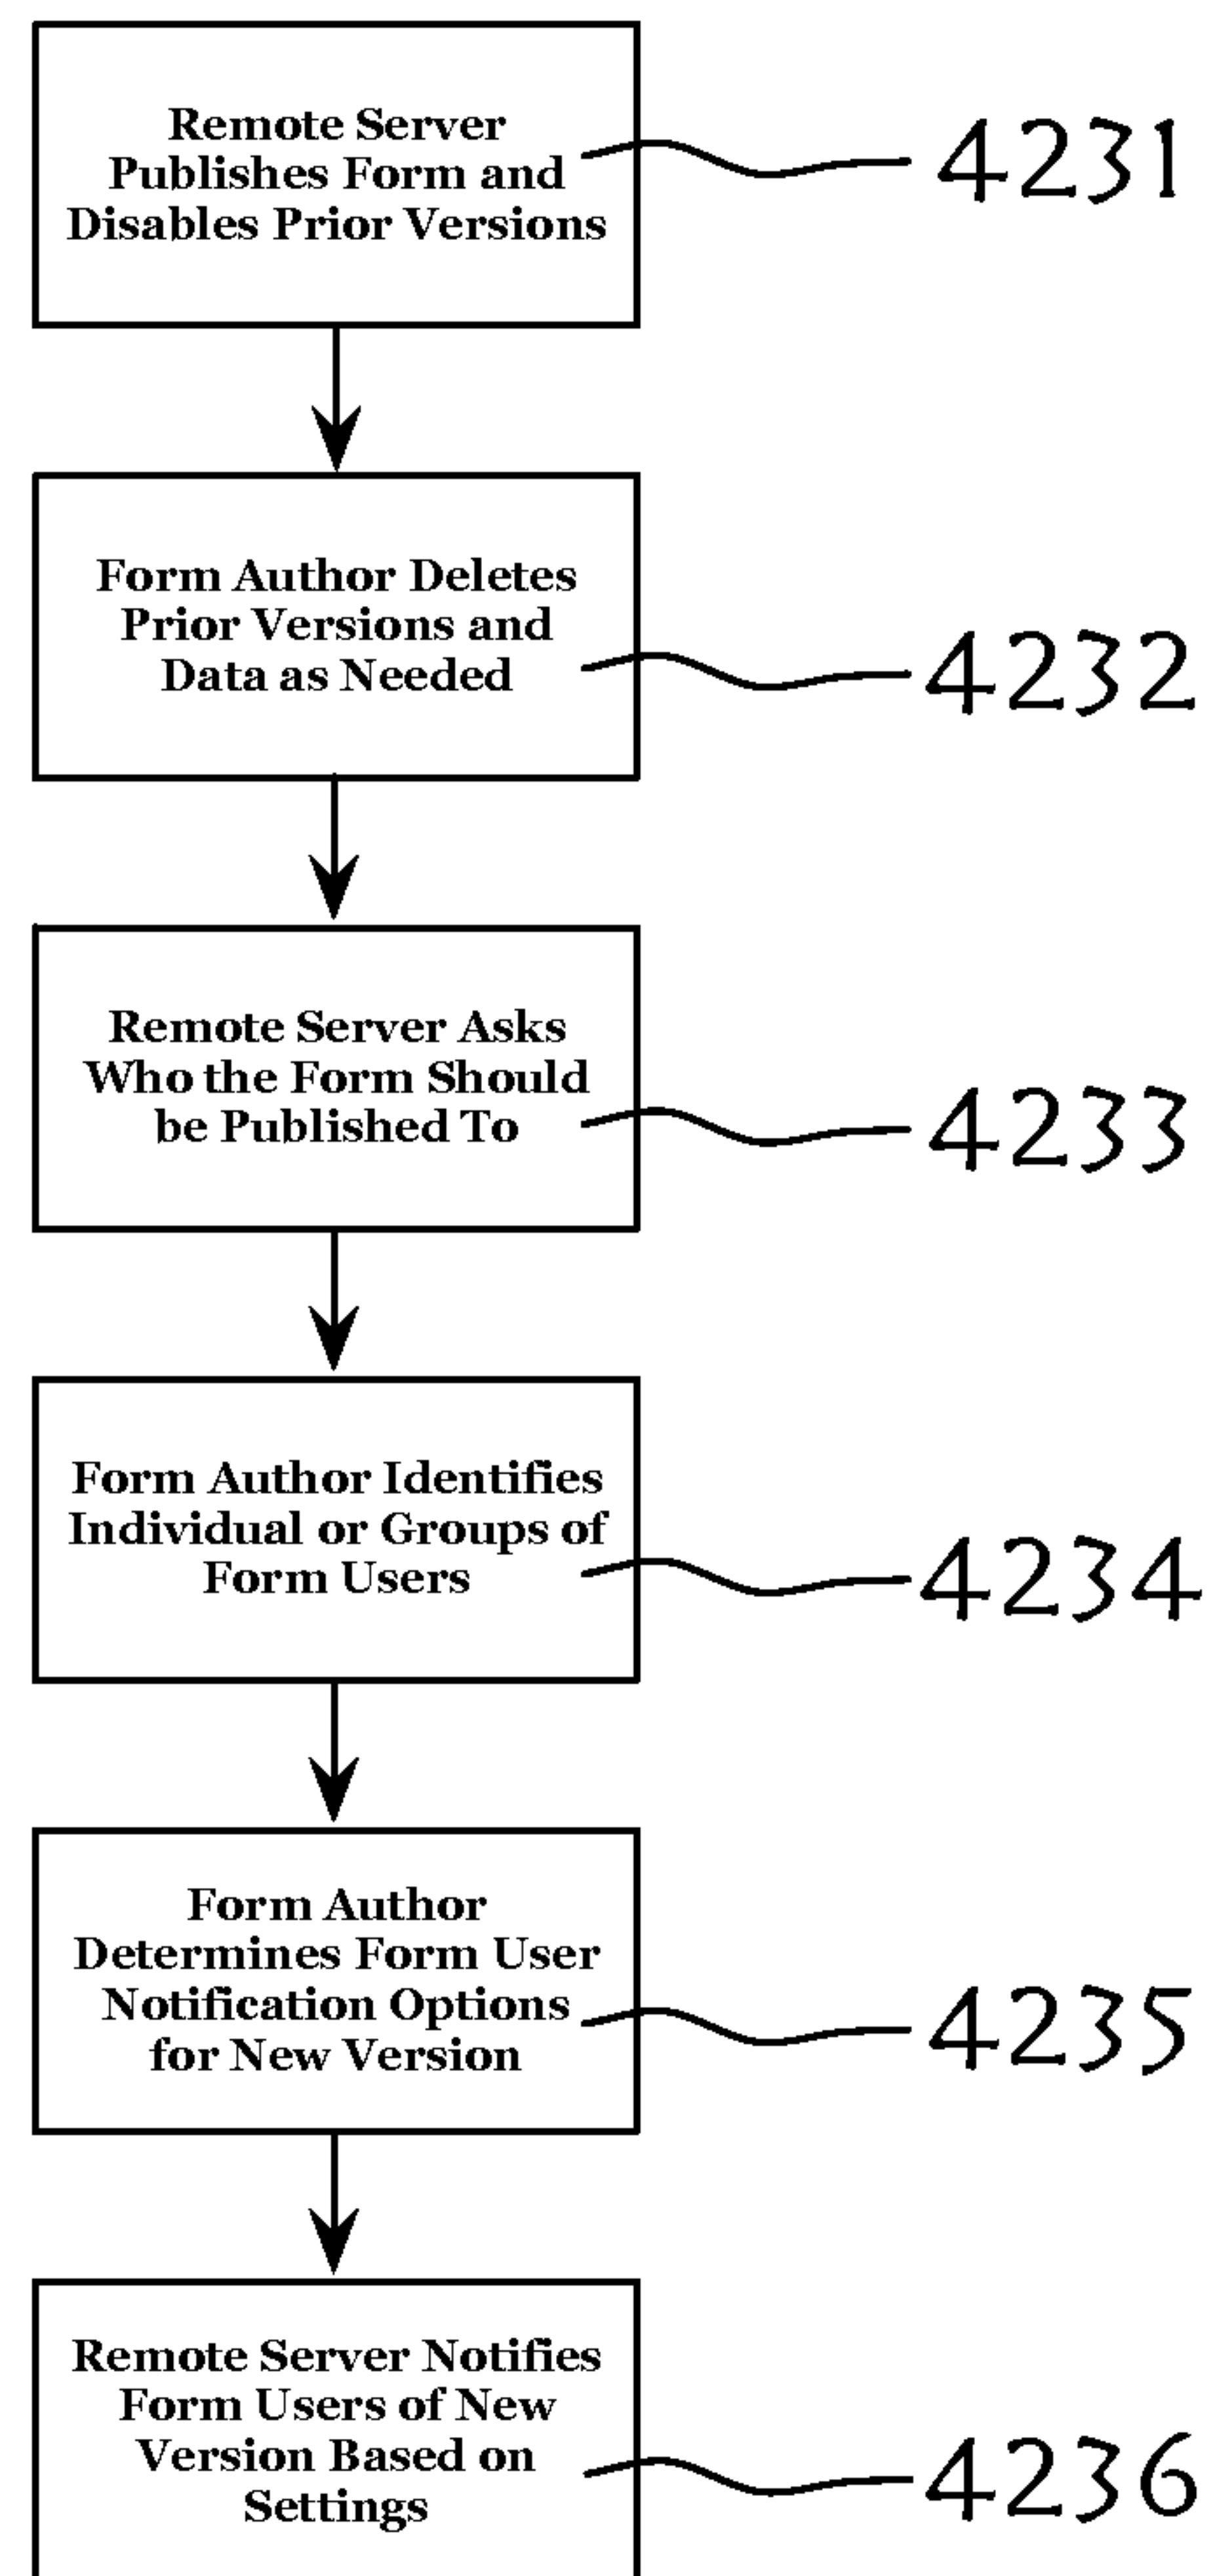 Remote Server
Publishes Form and
Disables Prior Versions
4231
Form Author Deletes
Prior Versions and
Data as Needed
4232
Remote Server Asks
Who the Form Should
be Published To
4233
Form Author Identifies
Individual or Groups of
Form Users
4234
Form Author
Determines Form User
Notification Options
for New Version
4235
Remote Server Notifies
Form Users of New
Version Based on
Settings
4236